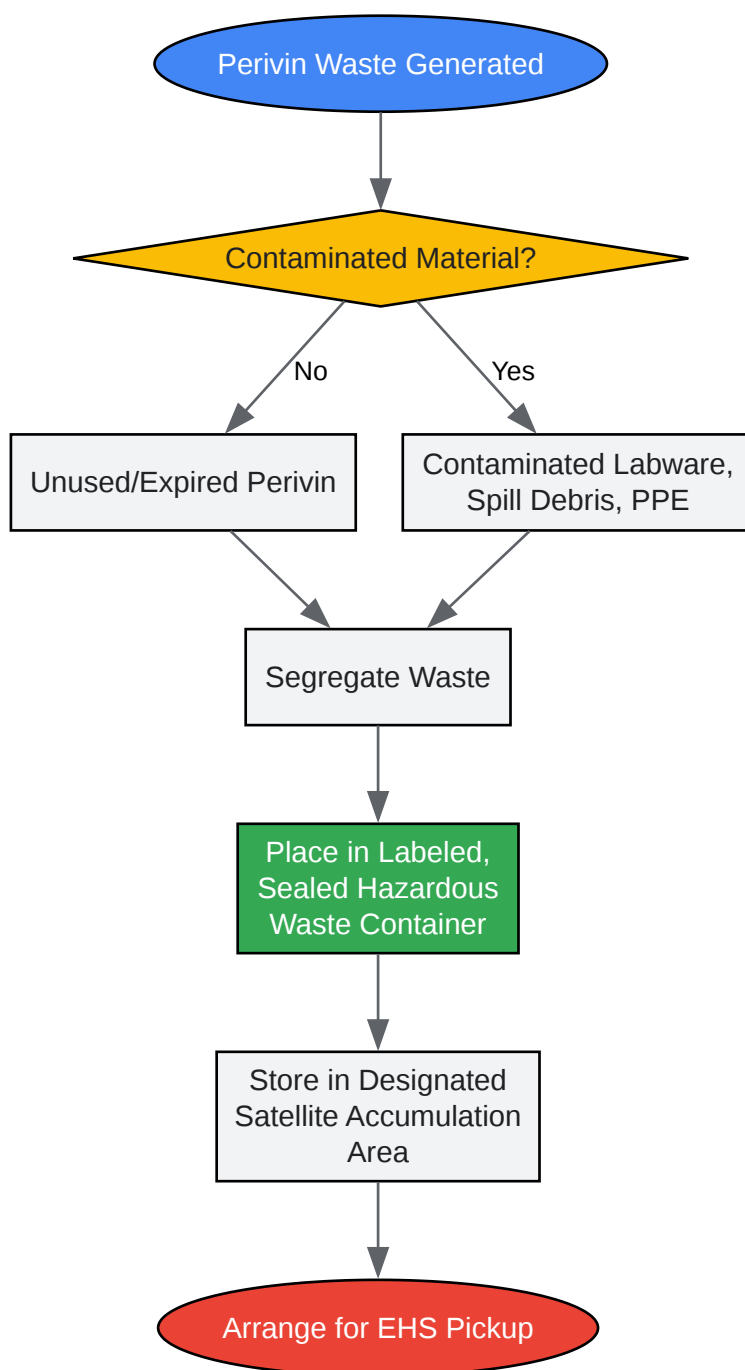 Perivin Waste Generated
Contaminated Material?
No
Yes
Unused/Expired Perivin
Contaminated Labware,
Spill Debris, PPE
Segregate Waste
Place in Labeled,
Sealed Hazardous
Waste Container
Store in Designated
Satellite Accumulation
Area
Arrange for EHS Pickup